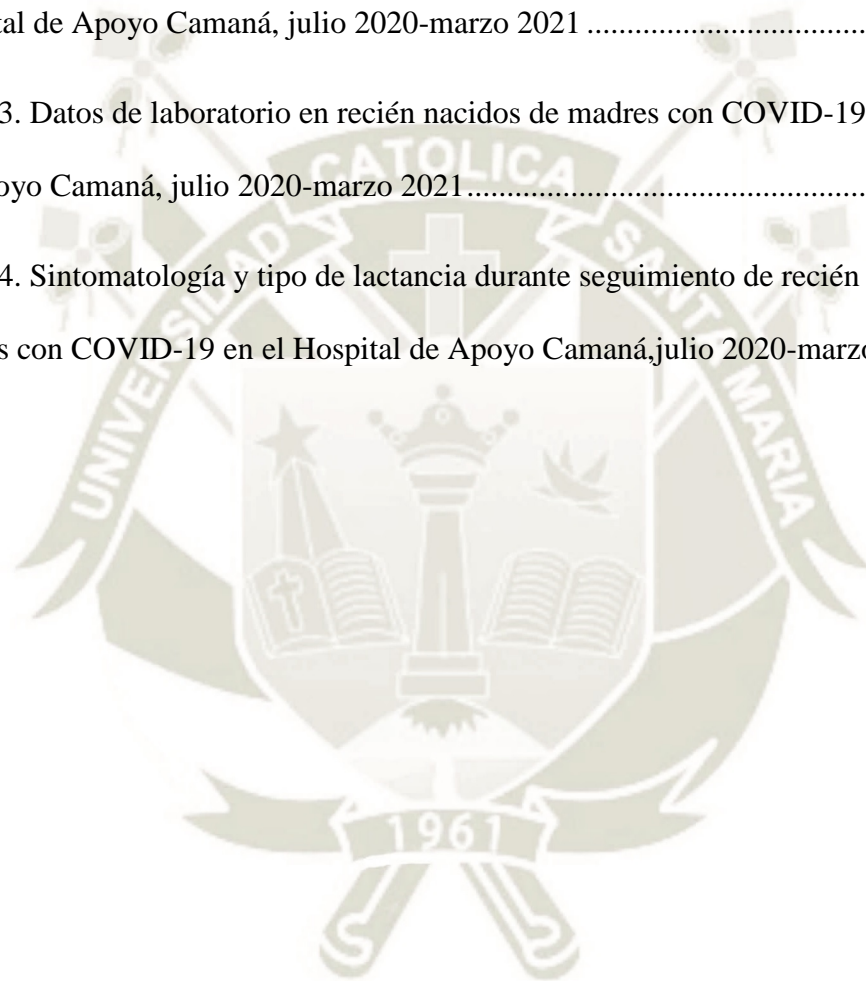 tal de Apoyo Camaná, julio 2020-marzo 2021 ....................................
3. Datos de laboratorio en recién nacidos de madres con COVID-19
oyo Camaná, julio 2020-marzo 2021....................................................
4. Sintomatología y tipo de lactancia durante seguimiento de recién
s con COVID-19 en el Hospital de Apoyo Camaná,julio 2020-marzo
UNIVERSIDAD CATOLICA SANTA MARIA
1961